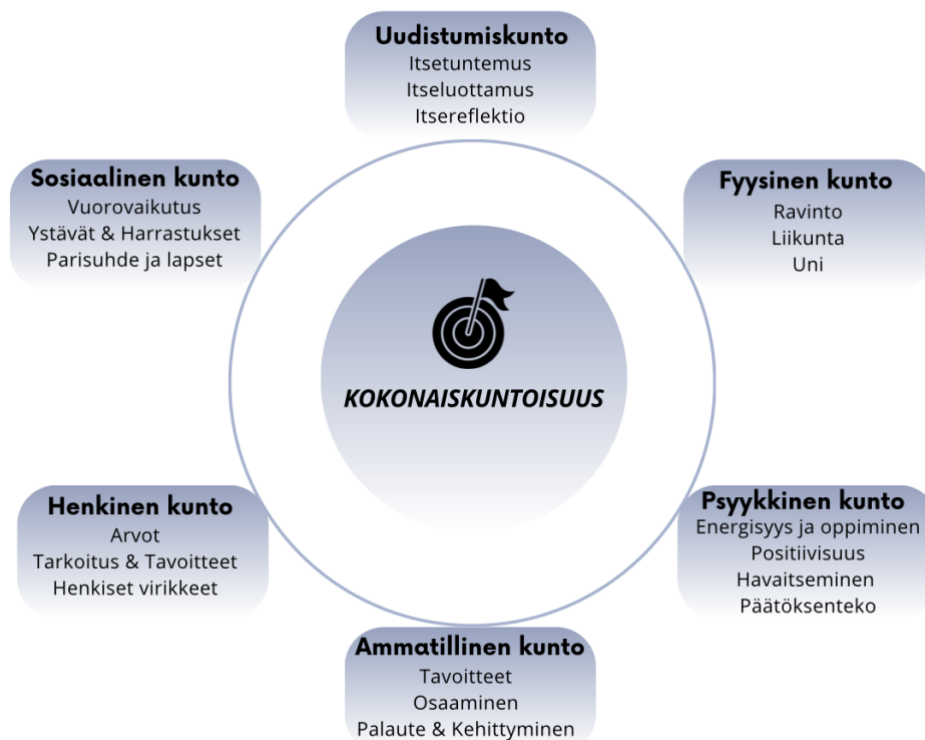 Uudistumiskunto
Itsetuntemus
Itseluottamus
Itsereflektio
Sosiaalinen kunto
Vuorovaikutus
Ystävät & Harrastukset
Parisuhde ja lapset
Fyysinen kunto
Ravinto
Liikunta
Uni
KOKONAISKUNTOISUUS
Henkinen kunto
Arvot
Tarkoitus & Tavoitteet
Henkiset virikkeet
Psyykkinen kunto
Energisyys ja oppiminen
Positiivisuus
Havaitseminen
Päätöksenteko
Ammatillinen kunto
Tavoitteet
Osaaminen
Palaute & Kehittyminen